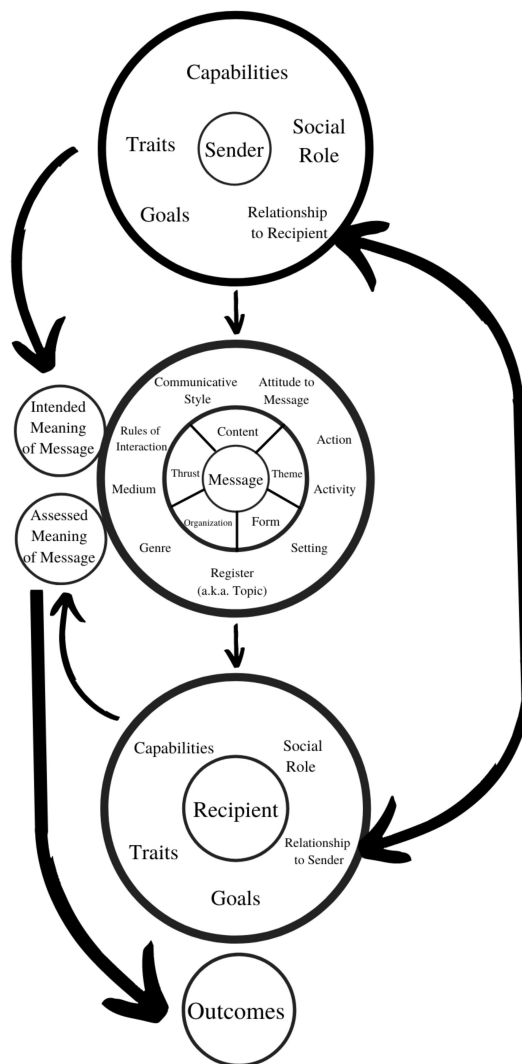 Capabilities
Traits
Sender
Social
Role
Goals
Relationship
to Recipient
Communicative
Style
Attitude to
Message
Intended
Meaning
of Message
Rules of
Interaction
Content
Action
Thrust
Message
Theme
Medium
Activity
Assessed
Meaning
of Message
Organization
Form
Genre
Setting
Register
(a.k.a. Topic)
Capabilities
Social
Role
Recipient
Traits
Relationship
to Sender
Goals
Outcomes